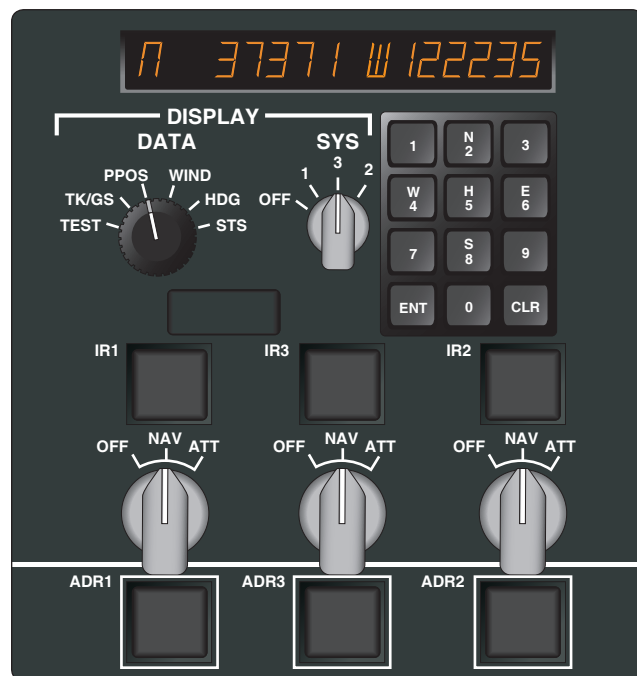 N 37371 W122235
DISPLAY
DATA SYS
TEST TK/GS PPOS WIND HDG STS
OFF 1 3 2
1 N 2 3
W 4 H 5 E 6
7 S 8 9
ENT 0 CLR
IR1 IR3 IR2
OFF NAV ATT OFF NAV ATT OFF NAV ATT
ADR1 ADR3 ADR2